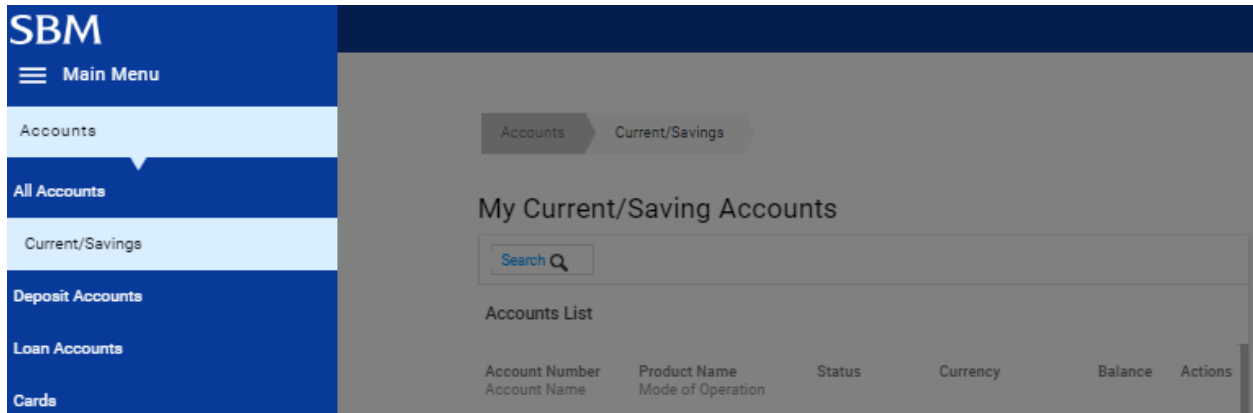 SBM
Main Menu
Accounts
All Accounts
Current/Savings
Deposit Accounts
Loan Accounts
Cards
Accounts Current/Savings
My Current/Saving Accounts
Search
Accounts List
Account Number Product Name Status Currency Balance Actions
Account Name Mode of Operation